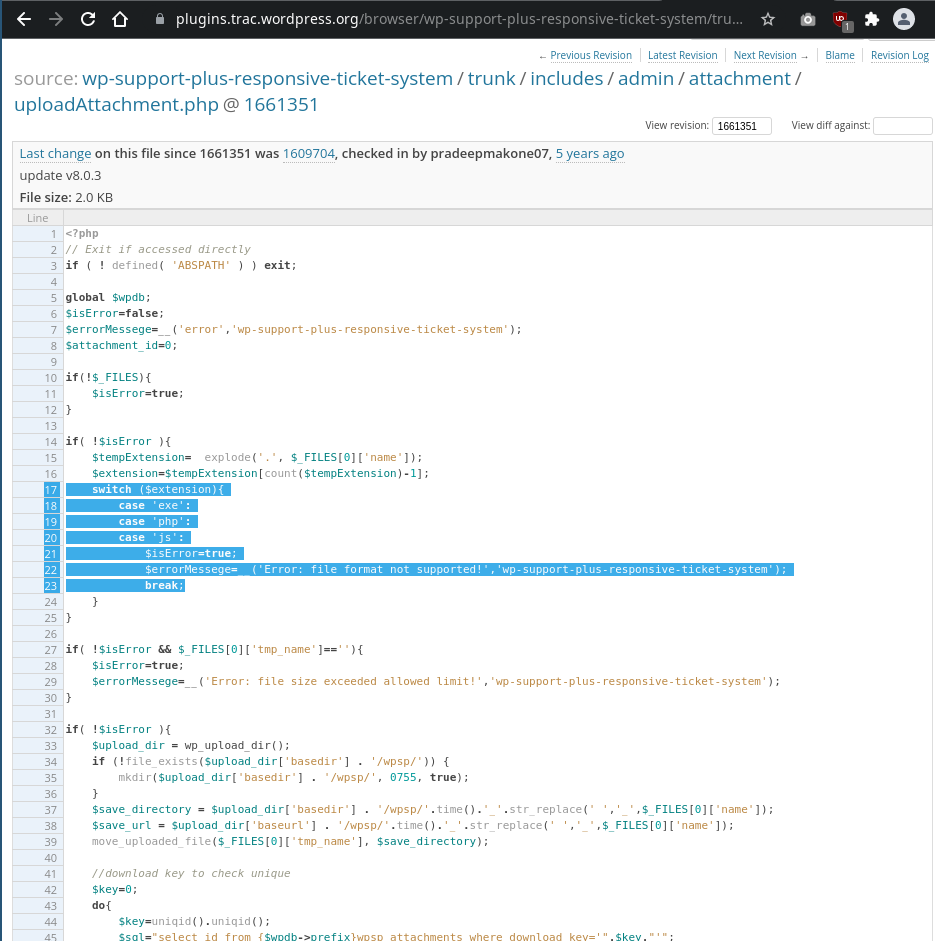 plugins.trac.wordpress.org/browser/wp-support-plus-responsive-ticket-system/tru...
1
← Previous Revision Latest Revision Next Revision → Blame Revision Log
source: wp-support-plus-responsive-ticket-system / trunk / includes / admin / attachment /
uploadAttachment.php @ 1661351
View revision: 1661351 View diff against:
Last change on this file since 1661351 was 1609704, checked in by pradeepmakone07, 5 years ago
update v8.0.3
File size: 2.0 KB
Line
1 <?php
2 // Exit if accessed directly
3 if ( ! defined( 'ABSPATH' ) ) exit;
4
5 global $wpdb;
6 $isError=false;
7 $errorMessege=__('error','wp-support-plus-responsive-ticket-system');
8 $attachment_id=0;
9
10 if(!$_FILES){
11     $isError=true;
12 }
13
14 if( !$isError ){
15     $tempExtension=  explode('.', $_FILES[0]['name']);
16     $extension=$tempExtension[count($tempExtension)-1];
17     switch ($extension){
18         case 'exe':
19         case 'php':
20         case 'js':
21             $isError=true;
22             $errorMessege=__('Error: file format not supported!','wp-support-plus-responsive-ticket-system');
23             break;
24     }
25 }
26
27 if( !$isError && $_FILES[0]['tmp_name']==''){
28     $isError=true;
29     $errorMessege=__('Error: file size exceeded allowed limit!','wp-support-plus-responsive-ticket-system');
30 }
31
32 if( !$isError ){
33     $upload_dir = wp_upload_dir();
34     if (!file_exists($upload_dir['basedir'] . '/wpsp/')) {
35         mkdir($upload_dir['basedir'] . '/wpsp/', 0755, true);
36     }
37     $save_directory = $upload_dir['basedir'] . '/wpsp/'.time().'_'.str_replace(' ','_',$_FILES[0]['name']);
38     $save_url = $upload_dir['baseurl'] . '/wpsp/'.time().'_'.str_replace(' ','_',$_FILES[0]['name']);
39     move_uploaded_file($_FILES[0]['tmp_name'], $save_directory);
40
41     //download key to check unique
42     $key=0;
43     do{
44         $key=uniqid().uniqid();
45         $sql="select id from {$wpdb->prefix}wpsp_attachments where download_key='".$key."'";